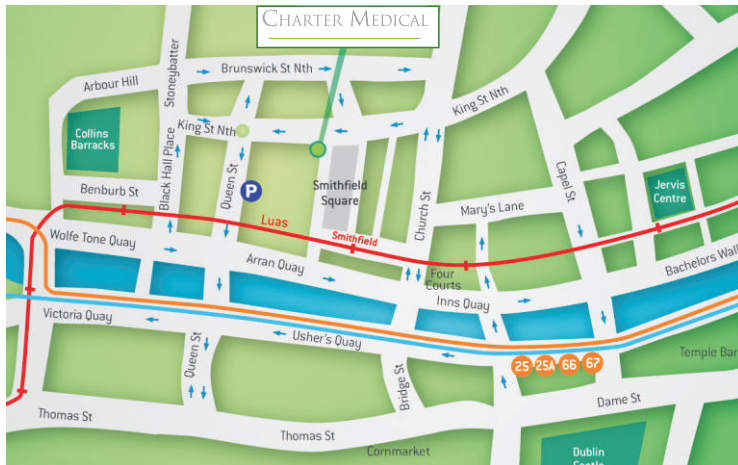 CHARTER MEDICAL
Stoneybatter
Brunswick St Nth
Arbour Hill
King St Nth
King St Nth
Collins
Barracks
Black Hall Place
Queen St
P
Smithfield
Square
Church St
Capel St
Jervis
Centre
Benburb St
Mary's Lane
Luas
Smithfield
Wolfe Tone Quay
Arran Quay
Four
Courts
Bachelors Wall
Inns Quay
Victoria Quay
Usher's Quay
Queen St
Bridge St
25
25A
66
67
Temple Bar
Dame St
Thomas St
Thomas St
Cornmarket
Dublin
Castle